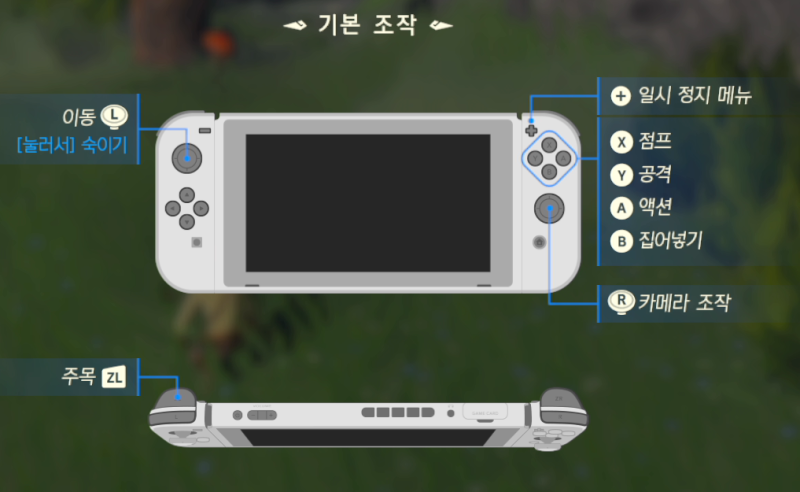 기본 조작
이동 L
[눌러서] 숙이기
+ 일시 정지 메뉴
X 점프
Y 공격
A 액션
B 집어넣기
R 카메라 조작
주목 ZL